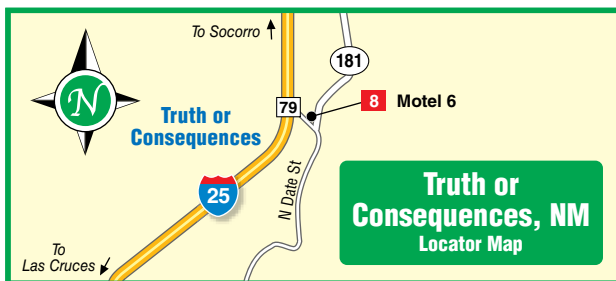 To Socorro
181
N
79
8 Motel 6
Truth or
Consequences
N Date St
25
Truth or
Consequences, NM
Locator Map
To
Las Cruces